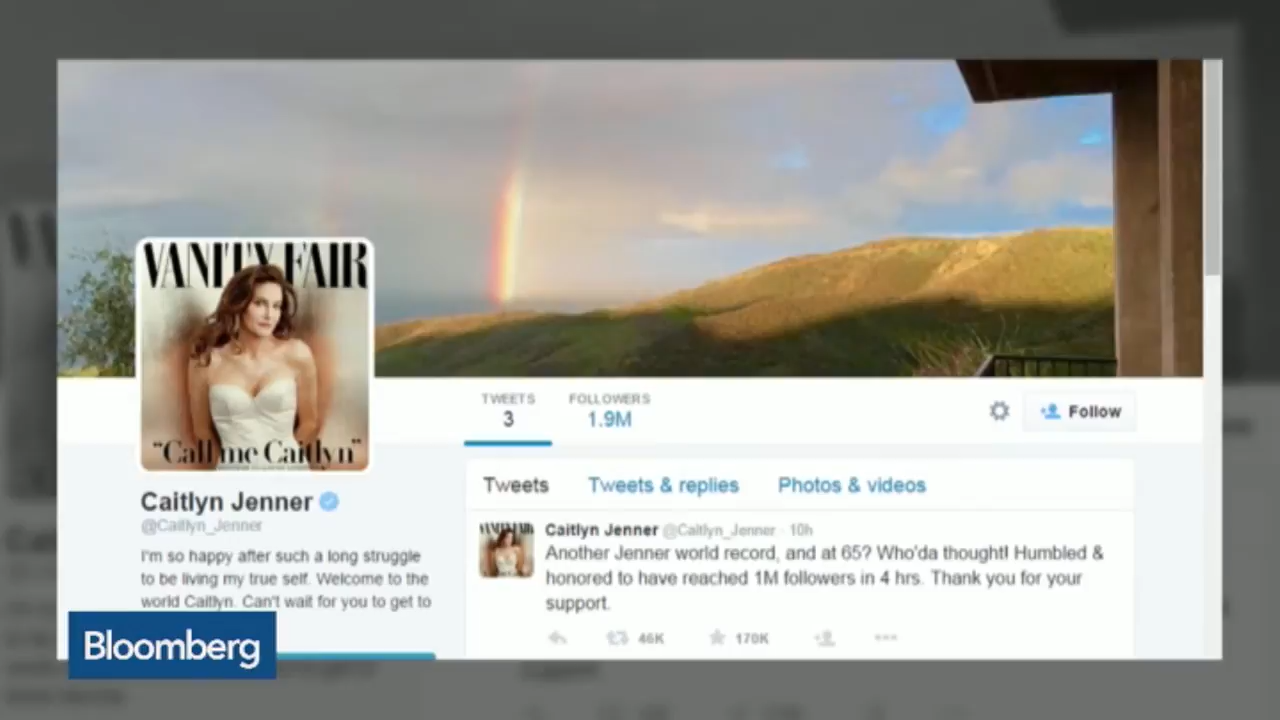 VANITY FAIR
"Call me Caitlyn"
TWEETS
FOLLOWERS
3
1.9M
Follow
Tweets
Tweets & replies
Photos & videos
Caitlyn Jenner
@Caitlyn_Jenner
I'm so happy after such a long struggle
to be living my true self. Welcome to the
world Caitlyn. Can't wait for you to get to
VANITY FAIR
Caitlyn Jenner @Caitlyn_Jenner · 10h
Another Jenner world record, and at 65? Who'da thought! Humbled &
honored to have reached 1M followers in 4 hrs. Thank you for your
support.
46K
170K
Bloomberg